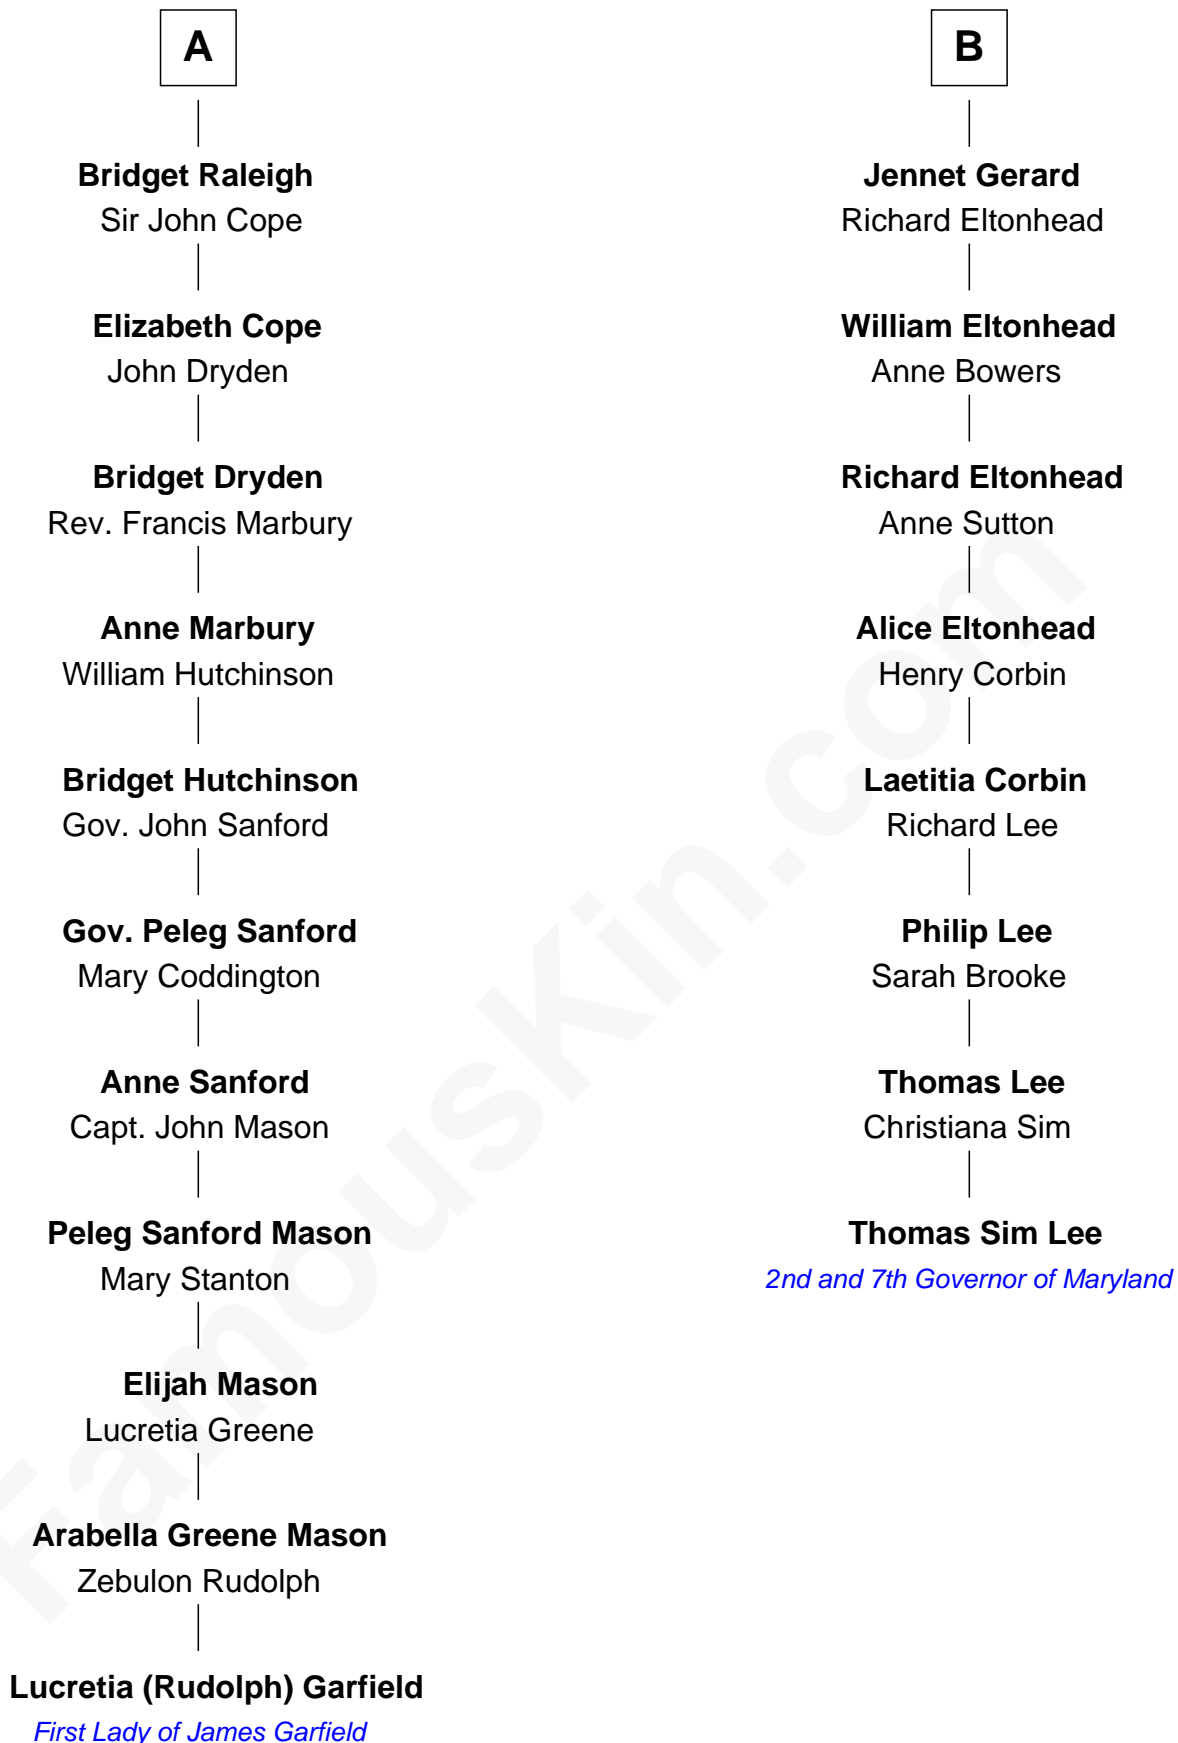 A
Bridget Raleigh
Sir John Cope
Elizabeth Cope
John Dryden
Bridget Dryden
Rev. Francis Marbury
Anne Marbury
William Hutchinson
Bridget Hutchinson
Gov. John Sanford
Gov. Peleg Sanford
Mary Coddington
Anne Sanford
Capt. John Mason
Peleg Sanford Mason
Mary Stanton
Elijah Mason
Lucretia Greene
Arabella Greene Mason
Zebulon Rudolph
Lucretia (Rudolph) Garfield
First Lady of James Garfield
B
Jennet Gerard
Richard Eltonhead
William Eltonhead
Anne Bowers
Richard Eltonhead
Anne Sutton
Alice Eltonhead
Henry Corbin
Laetitia Corbin
Richard Lee
Philip Lee
Sarah Brooke
Thomas Lee
Christiana Sim
Thomas Sim Lee
2nd and 7th Governor of Maryland
FamousKin.com